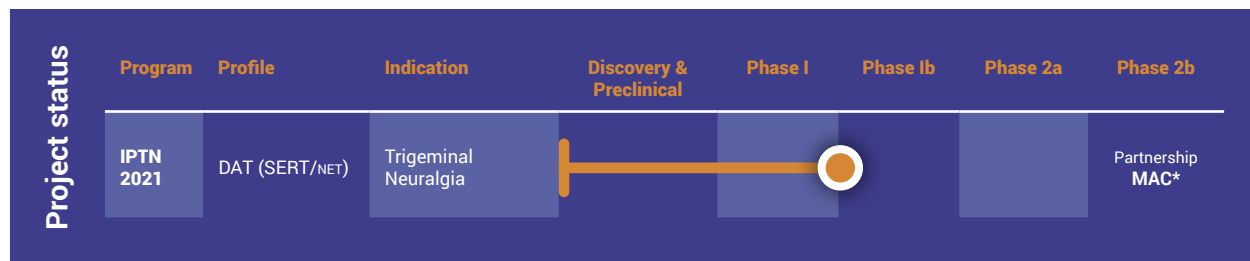 Project status
Program Profile Indication Discovery & Preclinical Phase I Phase Ib Phase 2a Phase 2b
IPTN 2021 DAT (SERT/NET) Trigeminal Neuralgia Partnership MAC*